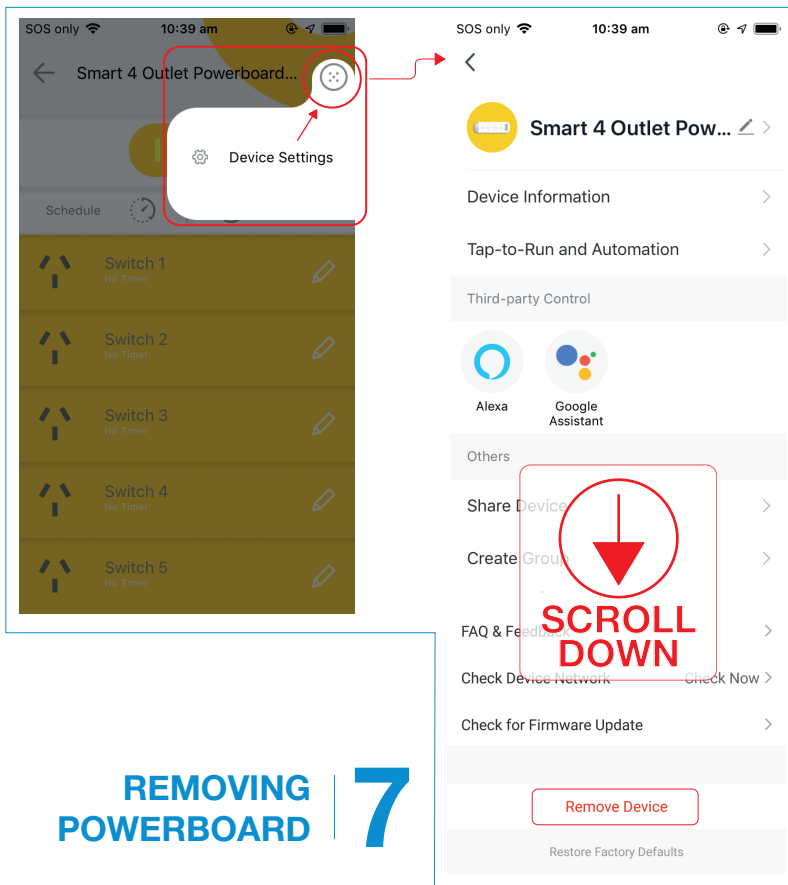 SOS only 10:39 am
Smart 4 Outlet Powerboard...
Device Settings
Schedule
Switch 1
No Timer
Switch 2
No Timer
Switch 3
No Timer
Switch 4
No Timer
Switch 5
No Timer
REMOVING
POWERBOARD
7
SOS only 10:39 am
Smart 4 Outlet Pow...
Device Information
Tap-to-Run and Automation
Third-party Control
Alexa
Google
Assistant
Others
Share Device
Create Group
SCROLL
DOWN
FAQ & Feedback
Check Device Network Check Now
Check for Firmware Update
Remove Device
Restore Factory Defaults